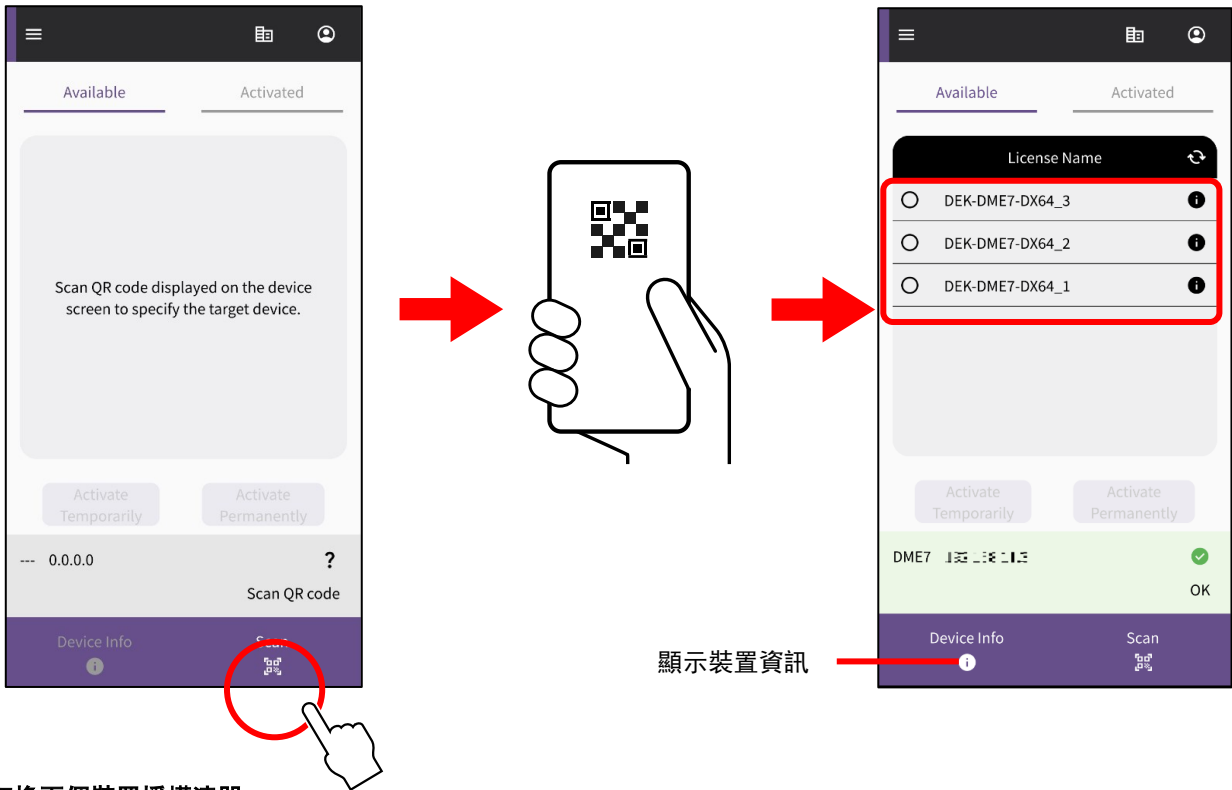 Available
Activated
Scan QR code displayed on the device
screen to specify the target device.
Activate
Temporarily
Activate
Permanently
--- 0.0.0.0
?
Scan QR code
Device Info
Scan
Available
Activated
License Name
DEK-DME7-DX64_3
DEK-DME7-DX64_2
DEK-DME7-DX64_1
Activate
Temporarily
Activate
Permanently
DME7
OK
Device Info
Scan
顯示裝置資訊